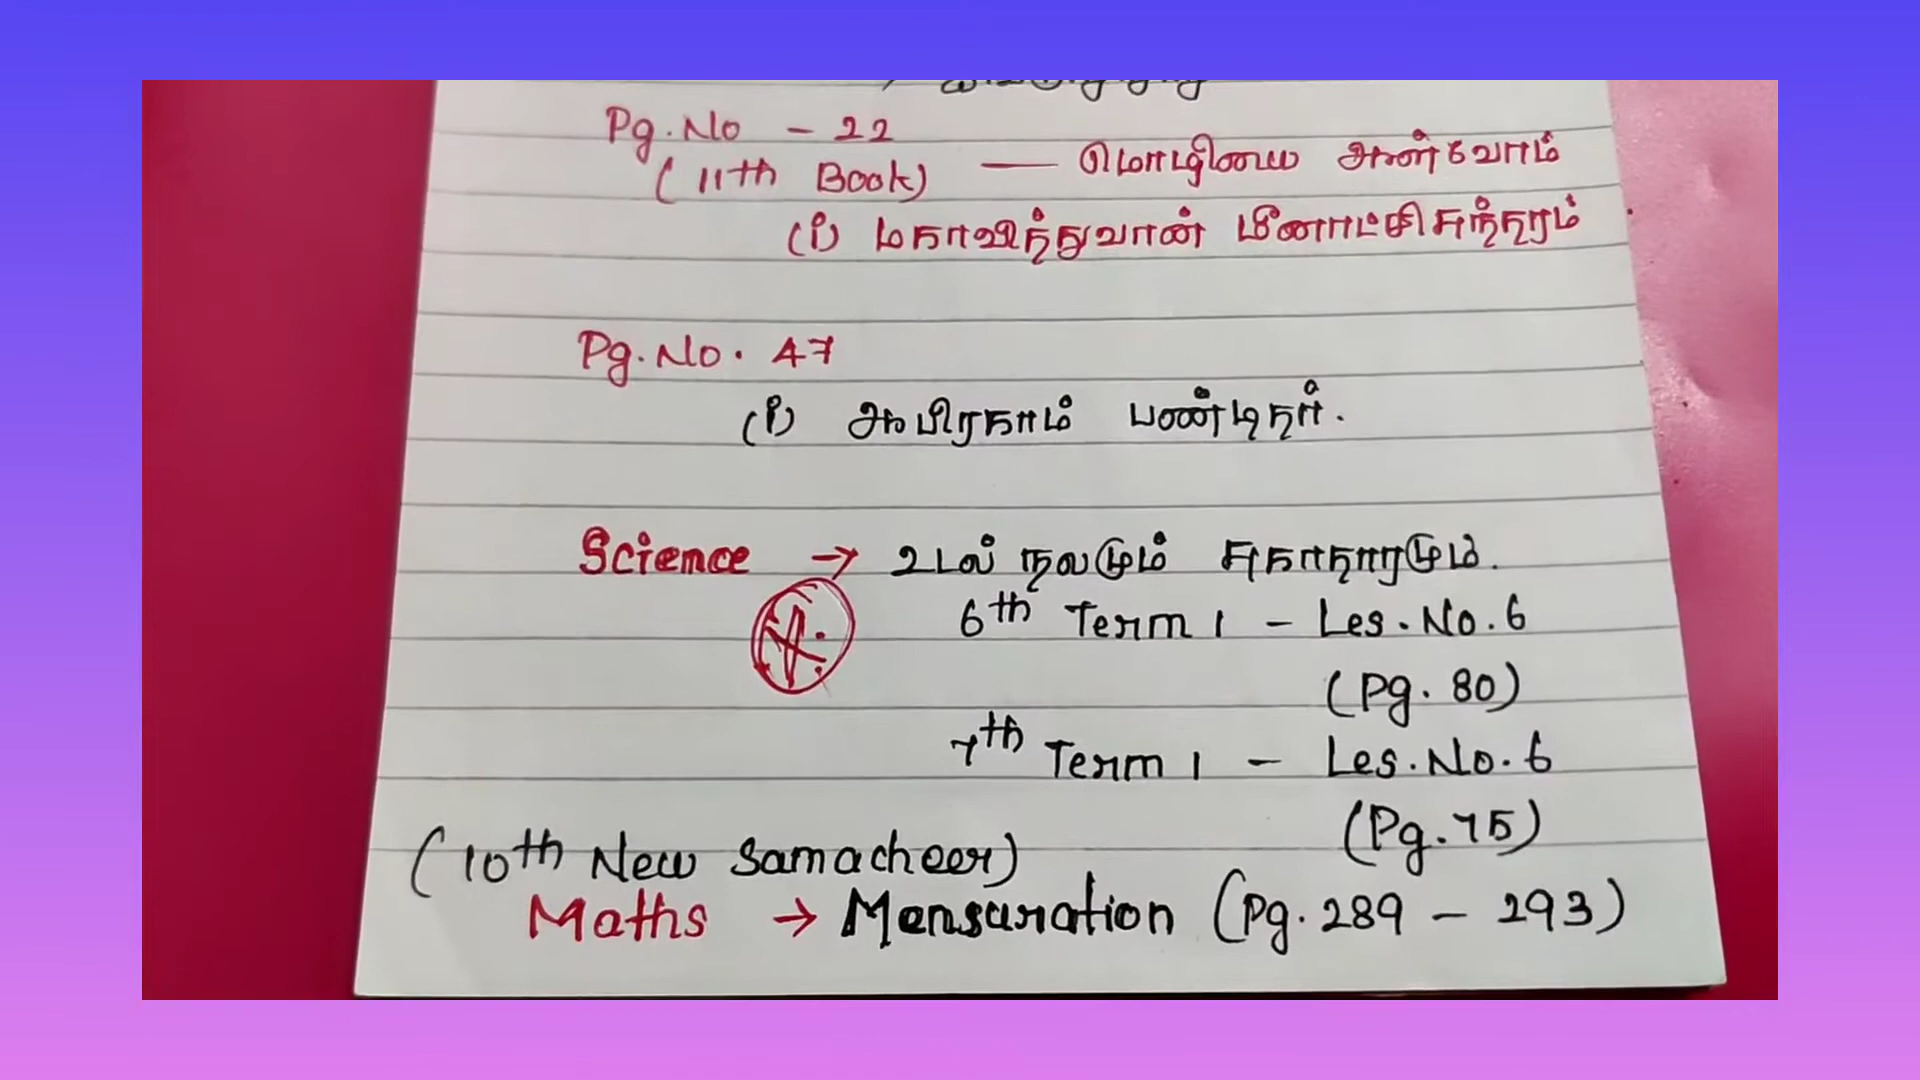 Pg.No - 22
(11th Book) — மொழியை ஆள்வோம்
(i) மகாவித்துவான் மீனாட்சிசுந்தரம்
Pg.No. 47
(i) ஆபிரகாம் பண்டிதர்.
Science → உடல் நலமும் சுகாதாரமும்.
6th Term 1 - Les.No.6
(Pg. 80)
7th Term 1 - Les.No.6
(Pg.75)
(10th New Samacheer)
Maths → Mensuration (Pg.289 - 293)